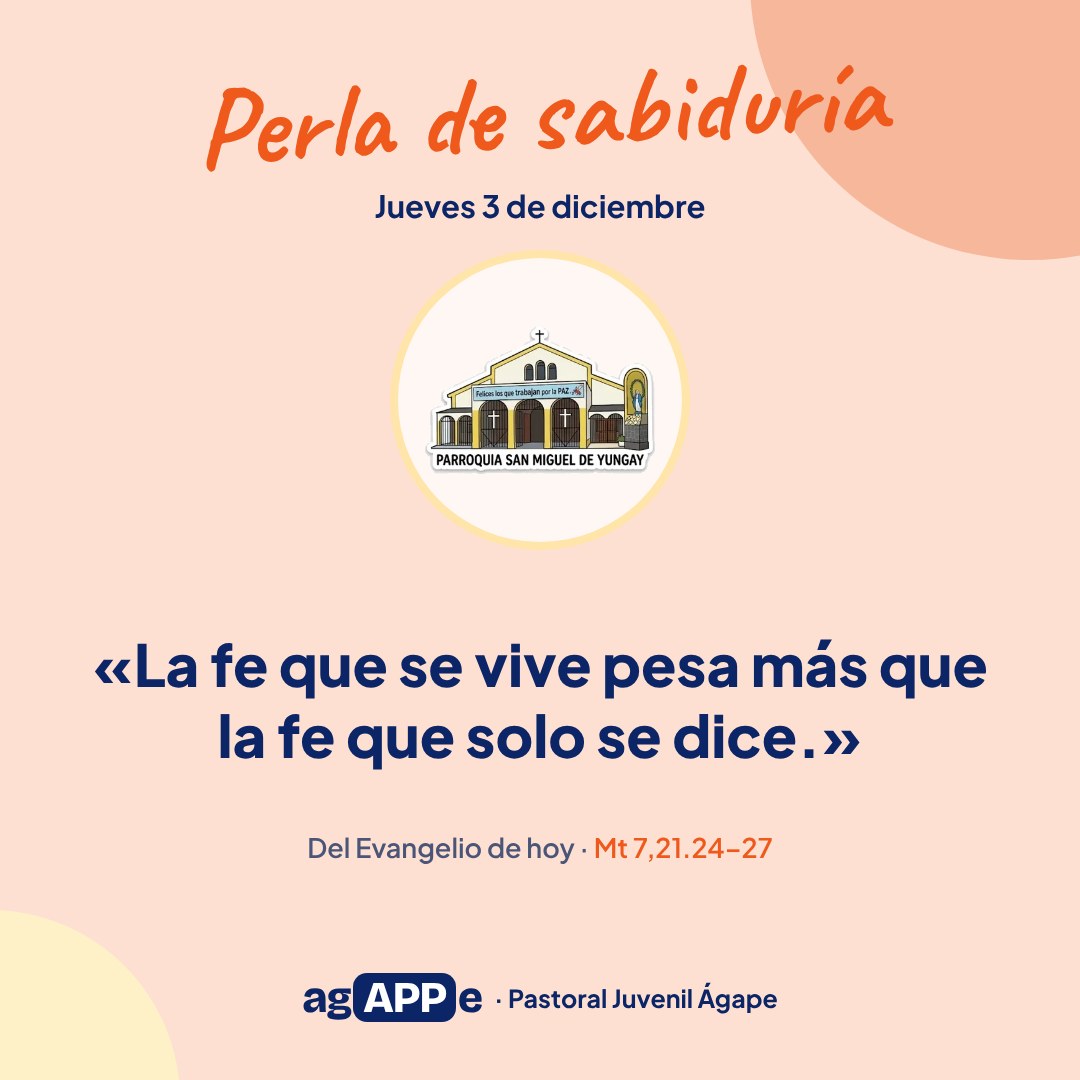 Perla de sabiduría
Jueves 3 de diciembre
Felices los que trabajan por la PAZ.
PARROQUIA SAN MIGUEL DE YUNGAY
«La fe que se vive pesa más que
la fe que solo se dice.»
Del Evangelio de hoy · Mt 7,21.24–27
agAPPe · Pastoral Juvenil Ágape